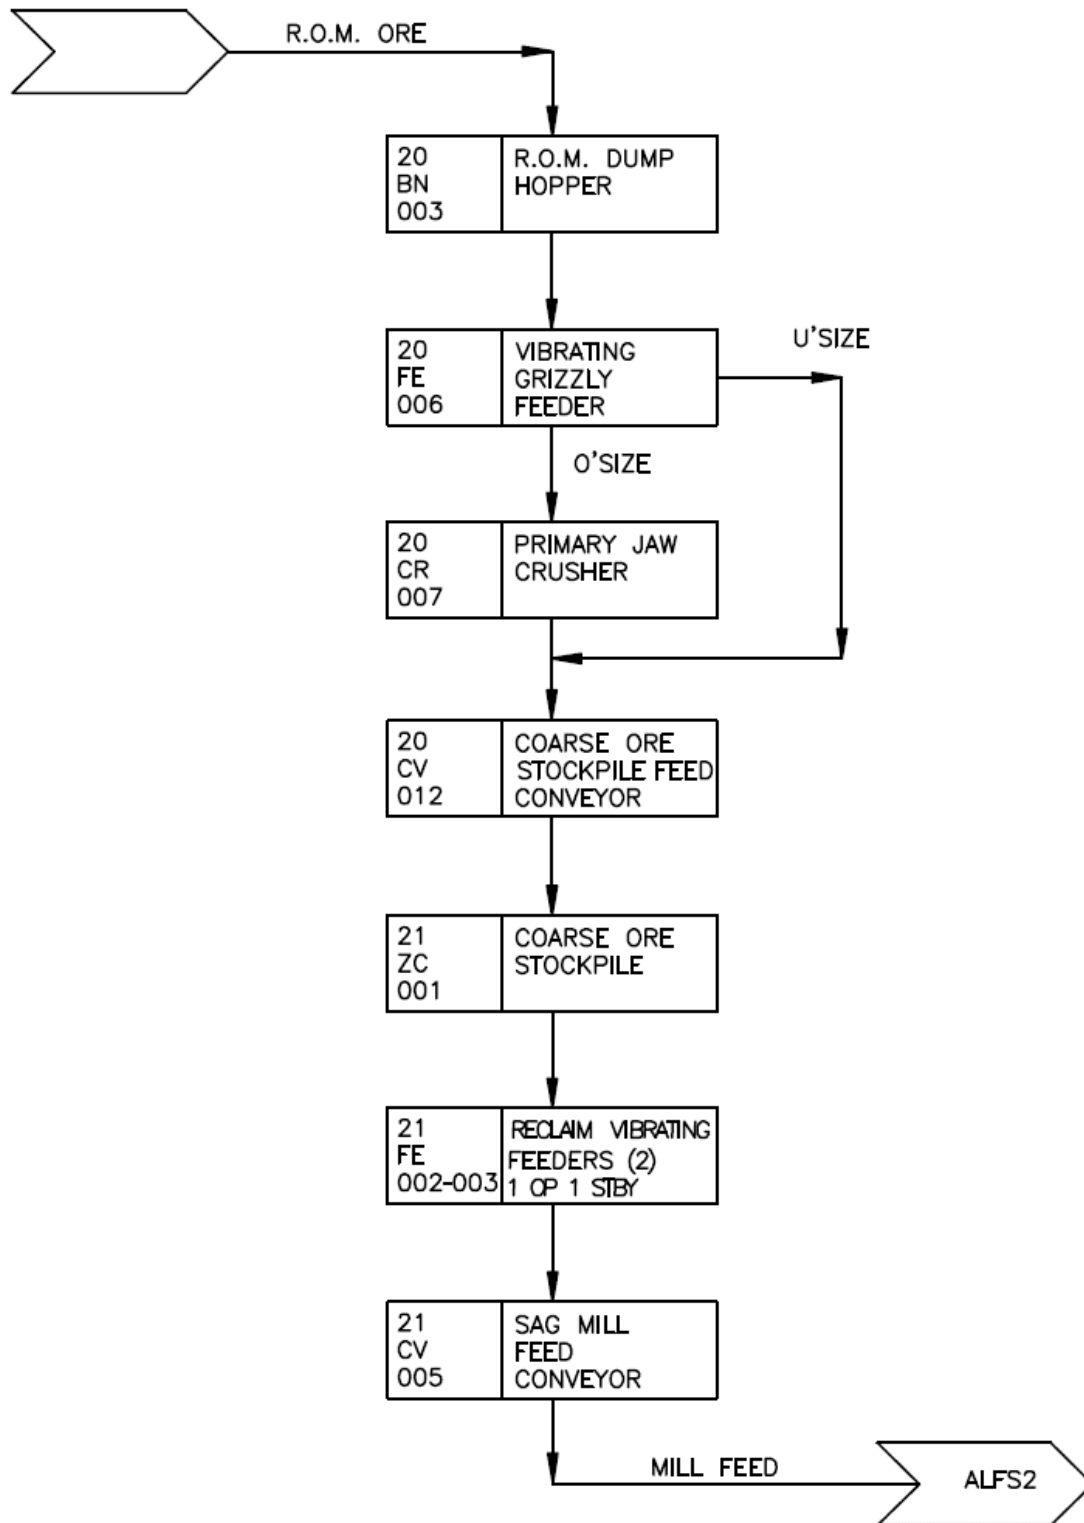 R.O.M. ORE
20
BN
003
R.O.M. DUMP
HOPPER
20
FE
006
VIBRATING
GRIZZLY
FEEDER
U'SIZE
O'SIZE
20
CR
007
PRIMARY JAW
CRUSHER
20
CV
012
COARSE ORE
STOCKPILE FEED
CONVEYOR
21
ZC
001
COARSE ORE
STOCKPILE
21
FE
002-003
RECLAIM VIBRATING
FEEDERS (2)
1 OP 1 STBY
21
CV
005
SAG MILL
FEED
CONVEYOR
MILL FEED
ALFS2